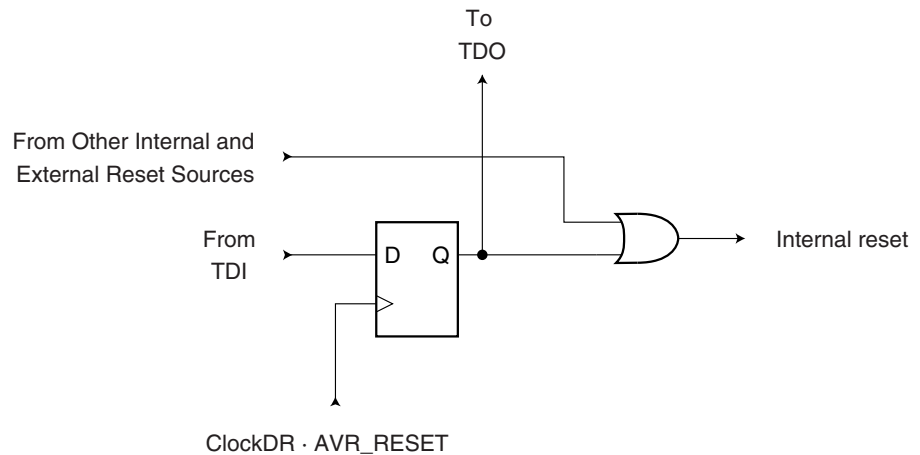 To
TDO
From Other Internal and
External Reset Sources
From
TDI
D Q
Internal reset
ClockDR · AVR_RESET